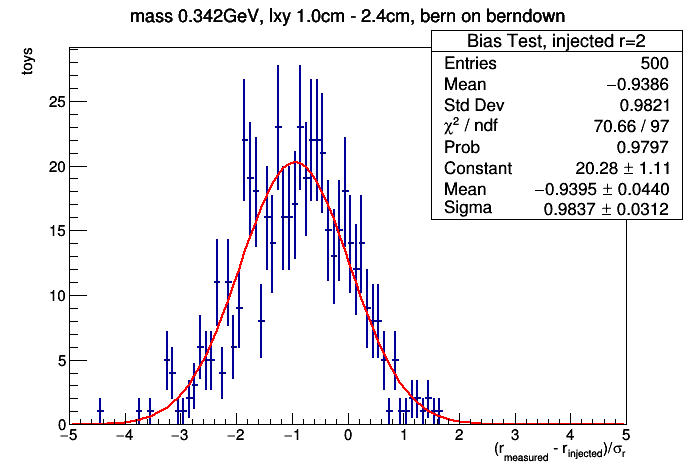 mass 0.342GeV, lxy 1.0cm - 2.4cm, bern on berndown
toys
Bias Test, injected r=2
Entries 500
Mean −0.9386
Std Dev 0.9821
χ² / ndf 70.66 / 97
Prob 0.9797
Constant 20.28 ± 1.11
Mean −0.9395 ± 0.0440
Sigma 0.9837 ± 0.0312
25
20
15
10
5
0
−5 −4 −3 −2 −1 0 1 2 3 4 5
(r_measured - r_injected)/σ_r